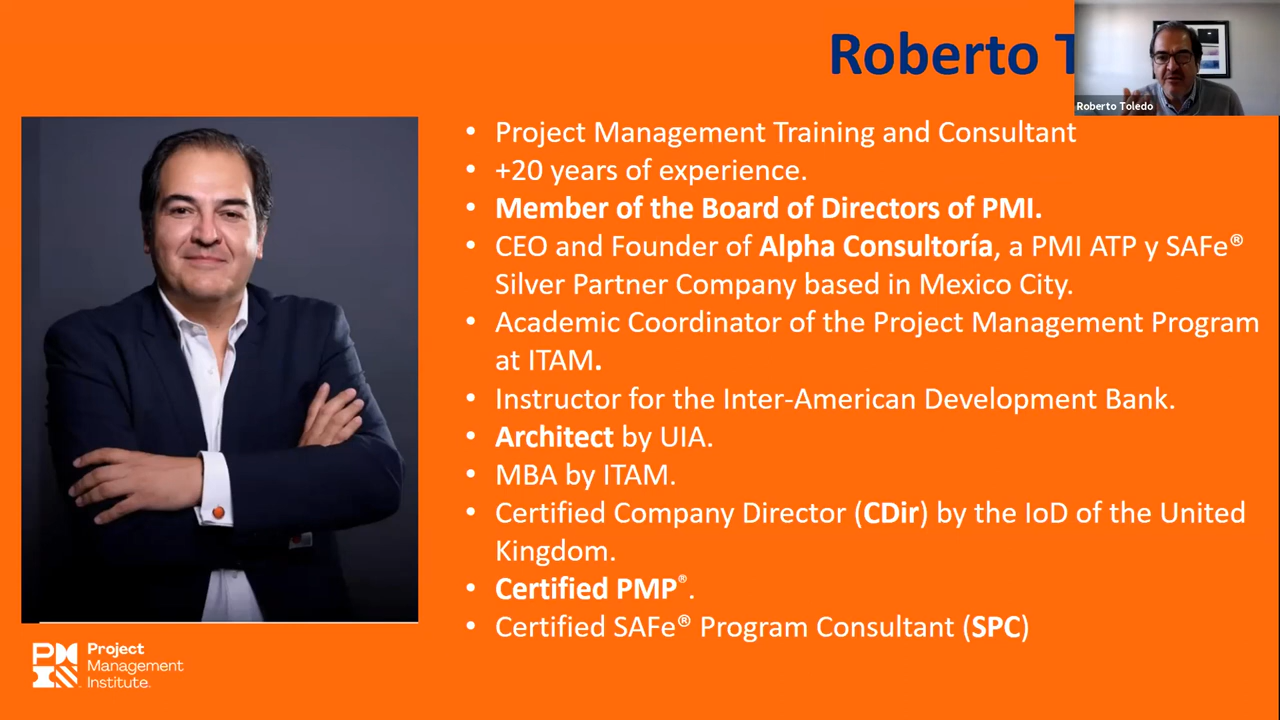 Roberto T
Roberto Toledo
• Project Management Training and Consultant
• +20 years of experience.
• Member of the Board of Directors of PMI.
• CEO and Founder of Alpha Consultoría, a PMI ATP y SAFe®
Silver Partner Company based in Mexico City.
• Academic Coordinator of the Project Management Program
at ITAM.
• Instructor for the Inter-American Development Bank.
• Architect by UIA.
• MBA by ITAM.
• Certified Company Director (CDir) by the IoD of the United
Kingdom.
• Certified PMP®.
• Certified SAFe® Program Consultant (SPC)
PMI
Project
Management
Institute.